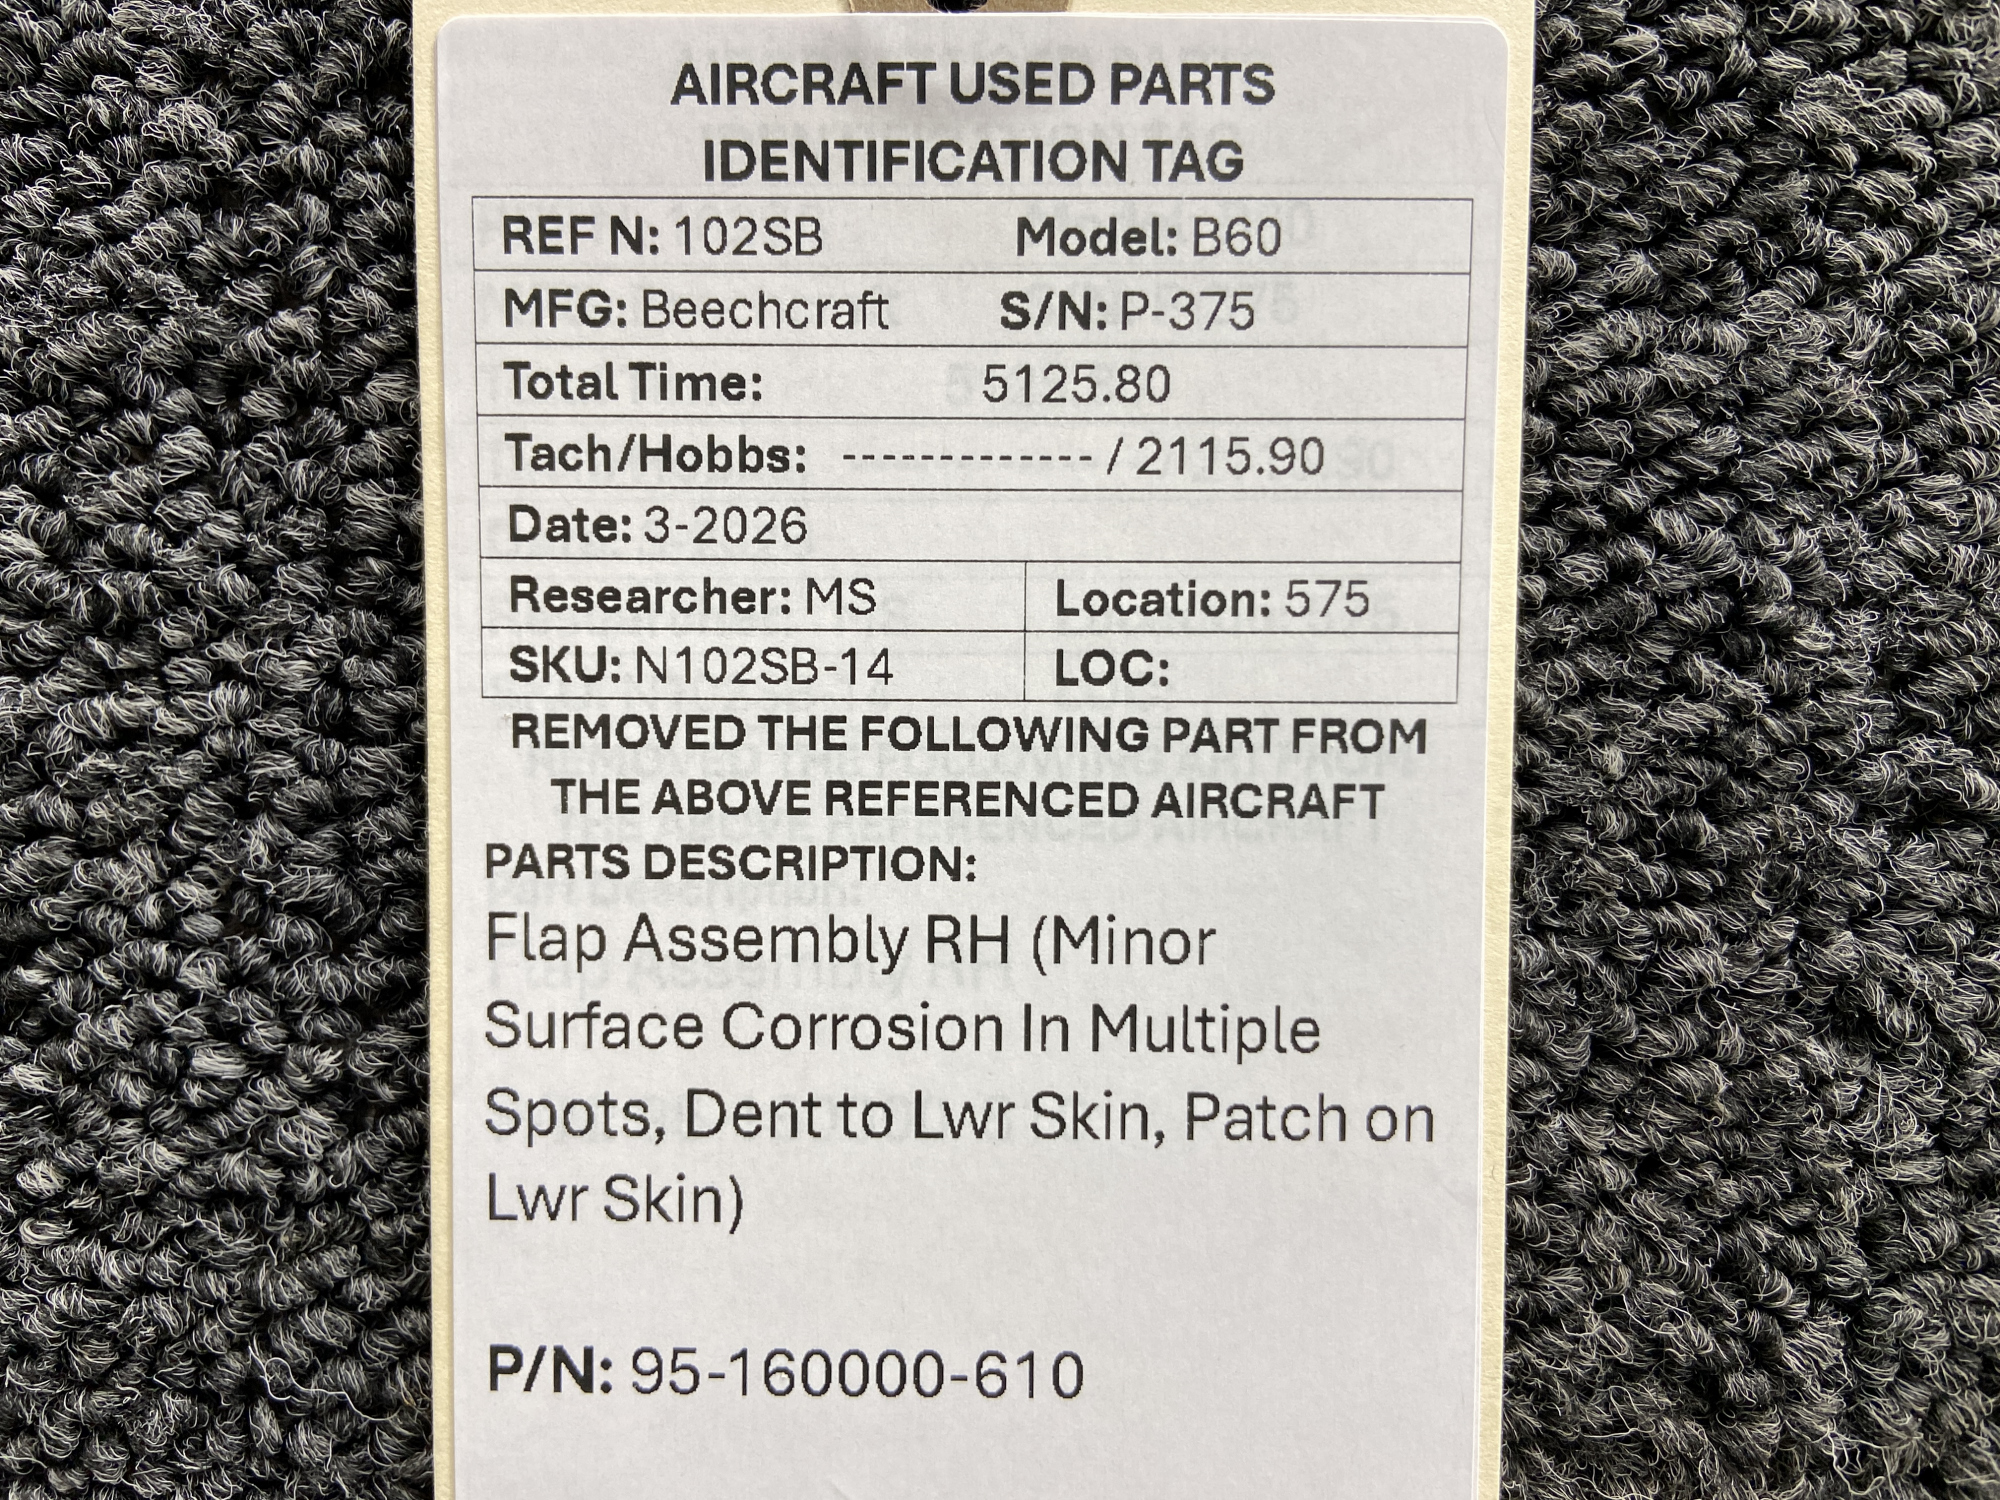 AIRCRAFT USED PARTS
IDENTIFICATION TAG
REF N: 102SB Model: B60
MFG: Beechcraft S/N: P-375
Total Time: 5125.80
Tach/Hobbs: ------------- / 2115.90
Date: 3-2026
Researcher: MS Location: 575
SKU: N102SB-14 LOC:
REMOVED THE FOLLOWING PART FROM
THE ABOVE REFERENCED AIRCRAFT
PARTS DESCRIPTION:
Flap Assembly RH (Minor
Surface Corrosion In Multiple
Spots, Dent to Lwr Skin, Patch on
Lwr Skin)
P/N: 95-160000-610